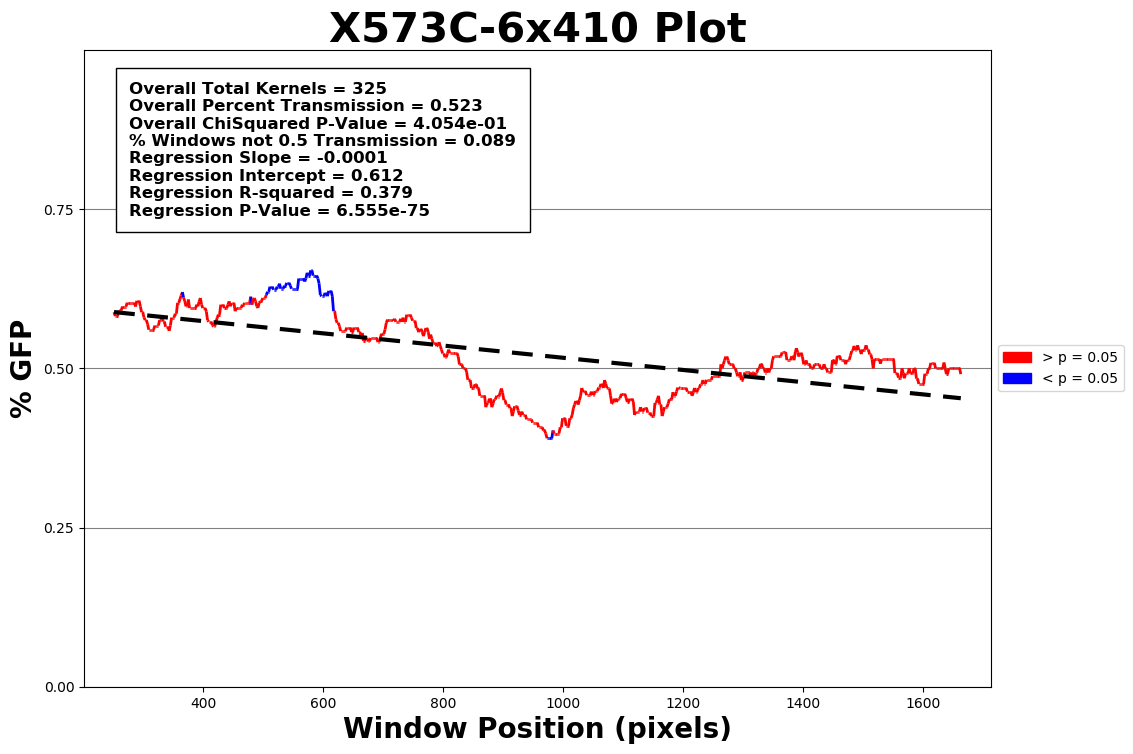 X573C-6x410 Plot
Overall Total Kernels = 325
Overall Percent Transmission = 0.523
Overall ChiSquared P-Value = 4.054e-01
% Windows not 0.5 Transmission = 0.089
Regression Slope = -0.0001
Regression Intercept = 0.612
Regression R-squared = 0.379
Regression P-Value = 6.555e-75
0.75
0.50
0.25
0.00
% GFP
> p = 0.05
< p = 0.05
400 600 800 1000 1200 1400 1600
Window Position (pixels)